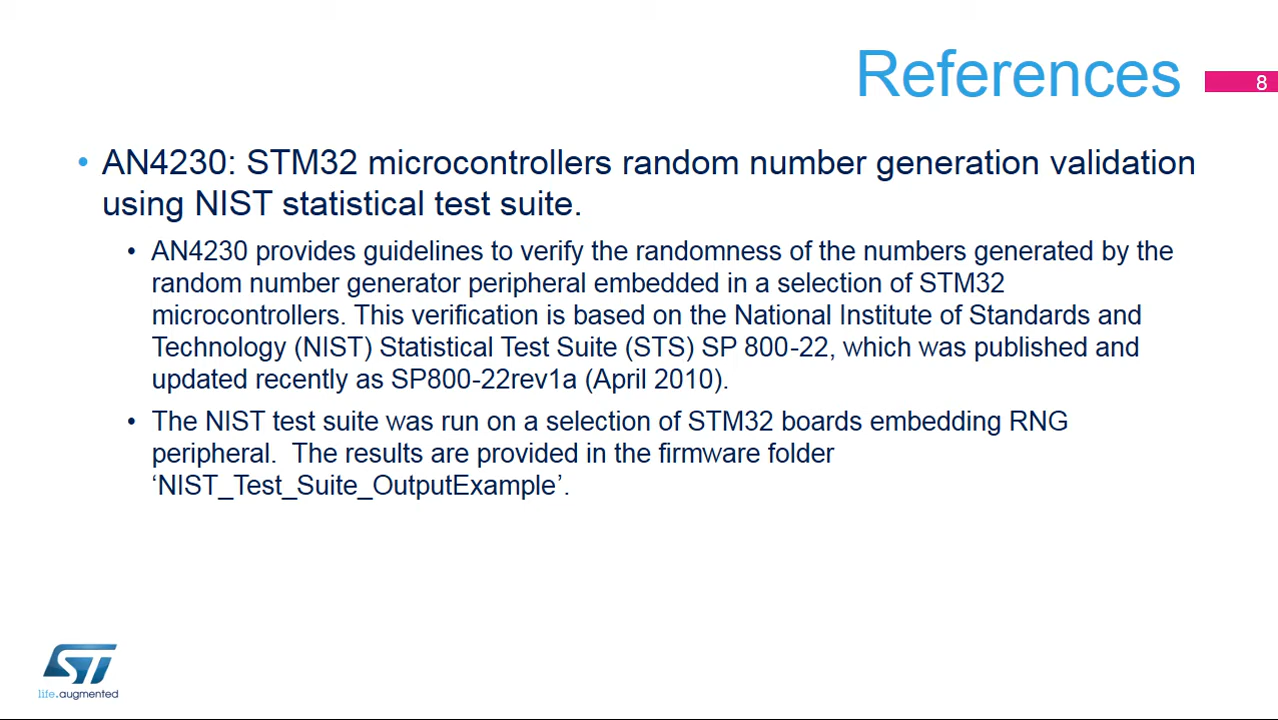 References
8
• AN4230: STM32 microcontrollers random number generation validation
using NIST statistical test suite.
• AN4230 provides guidelines to verify the randomness of the numbers generated by the
random number generator peripheral embedded in a selection of STM32
microcontrollers. This verification is based on the National Institute of Standards and
Technology (NIST) Statistical Test Suite (STS) SP 800-22, which was published and
updated recently as SP800-22rev1a (April 2010).
• The NIST test suite was run on a selection of STM32 boards embedding RNG
peripheral.  The results are provided in the firmware folder
‘NIST_Test_Suite_OutputExample’.
ST
life.augmented